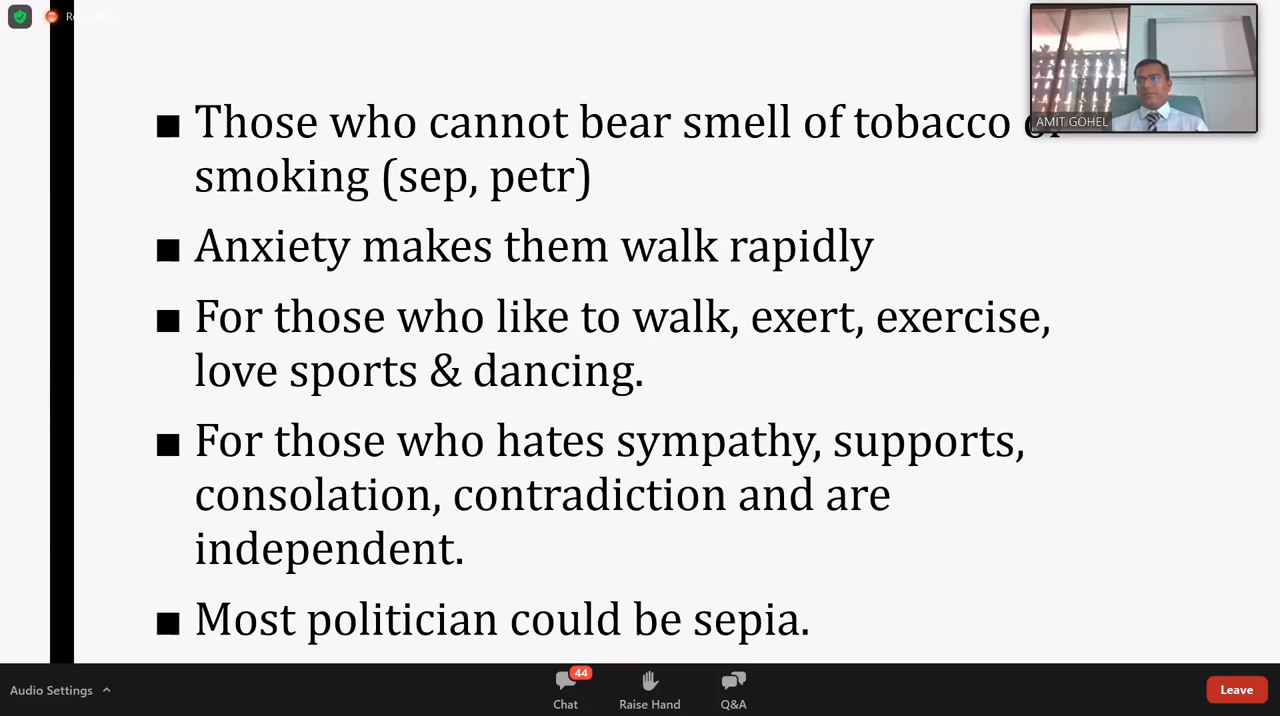 Those who cannot bear smell of tobacco or
smoking (sep, petr)
Anxiety makes them walk rapidly
For those who like to walk, exert, exercise,
love sports & dancing.
For those who hates sympathy, supports,
consolation, contradiction and are
independent.
Most politician could be sepia.
AMIT GOHEL
Audio Settings
44
Chat
Raise Hand
Q&A
Leave